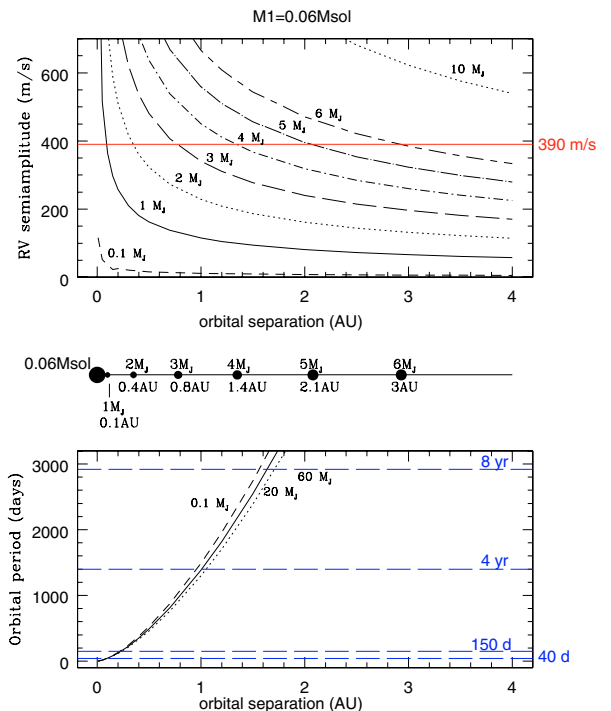 M1=0.06Msol
RV semiamplitude (m/s)
600
400
200
0
10 MJ
6 MJ
5 MJ
4 MJ
3 MJ
2 MJ
1 MJ
0.1 MJ
390 m/s
0 1 2 3 4
orbital separation (AU)
0.06Msol
2MJ 3MJ 4MJ 5MJ 6MJ
0.4AU 0.8AU 1.4AU 2.1AU 3AU
1MJ
0.1AU
Orbital period (days)
3000
2000
1000
0
8 yr
60 MJ
20 MJ
0.1 MJ
4 yr
150 d
40 d
0 1 2 3 4
orbital separation (AU)